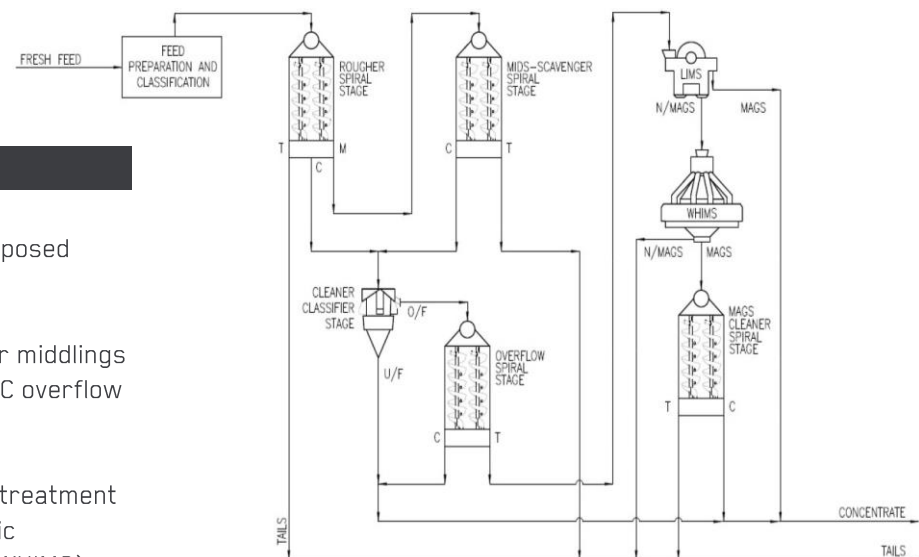 posed
r middlings
C overflow
treatment
ic
FRESH FEED
FEED
PREPARATION AND
CLASSIFICATION
ROUGHER
SPIRAL
STAGE
T
M
C
MIDS-SCAVENGER
SPIRAL
STAGE
C
T
LIMS
N/MAGS
MAGS
WHIMS
N/MAGS
MAGS
CLEANER
CLASSIFIER
STAGE
O/F
U/F
OVERFLOW
SPIRAL
STAGE
C
T
MAGS
CLEANER
SPIRAL
STAGE
T
C
TAILS
CONCENTRATE
TAILS